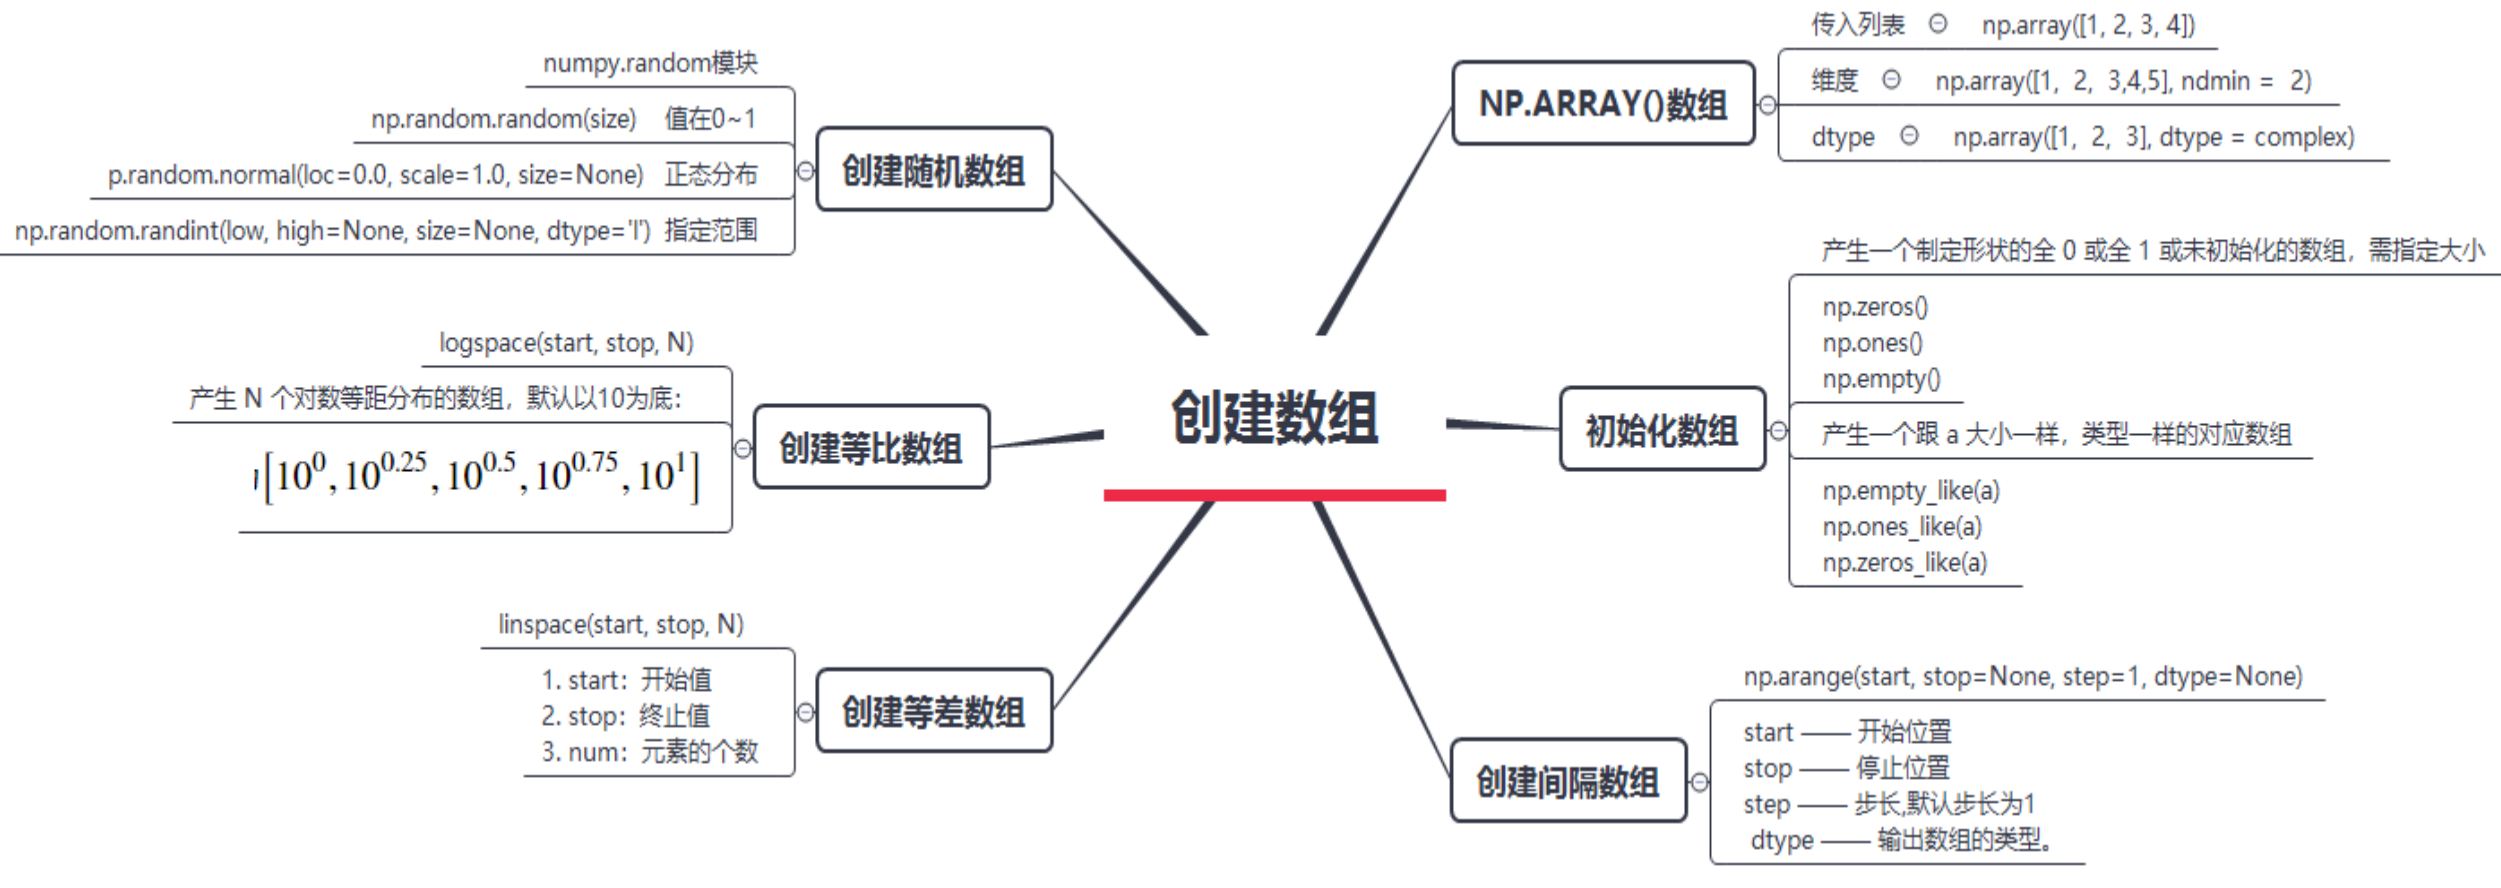 创建数组
NP.ARRAY()数组
传入列表 np.array([1, 2, 3, 4])
维度 np.array([1, 2, 3,4,5], ndmin = 2)
dtype np.array([1, 2, 3], dtype = complex)
初始化数组
产生一个制定形状的全 0 或全 1 或未初始化的数组，需指定大小
np.zeros()
np.ones()
np.empty()
产生一个跟 a 大小一样，类型一样的对应数组
np.empty_like(a)
np.ones_like(a)
np.zeros_like(a)
创建间隔数组
np.arange(start, stop=None, step=1, dtype=None)
start —— 开始位置
stop —— 停止位置
step —— 步长,默认步长为1
dtype —— 输出数组的类型。
创建随机数组
numpy.random模块
np.random.random(size) 值在0~1
p.random.normal(loc=0.0, scale=1.0, size=None) 正态分布
np.random.randint(low, high=None, size=None, dtype='l') 指定范围
创建等比数组
logspace(start, stop, N)
产生 N 个对数等距分布的数组，默认以10为底：
[10^0, 10^0.25, 10^0.5, 10^0.75, 10^1]
创建等差数组
linspace(start, stop, N)
1. start：开始值
2. stop：终止值
3. num：元素的个数